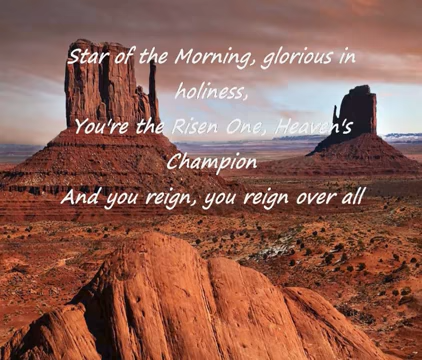 Star of the Morning, glorious in
holiness,
You're the Risen One, Heaven's
Champion
And you reign, you reign over all